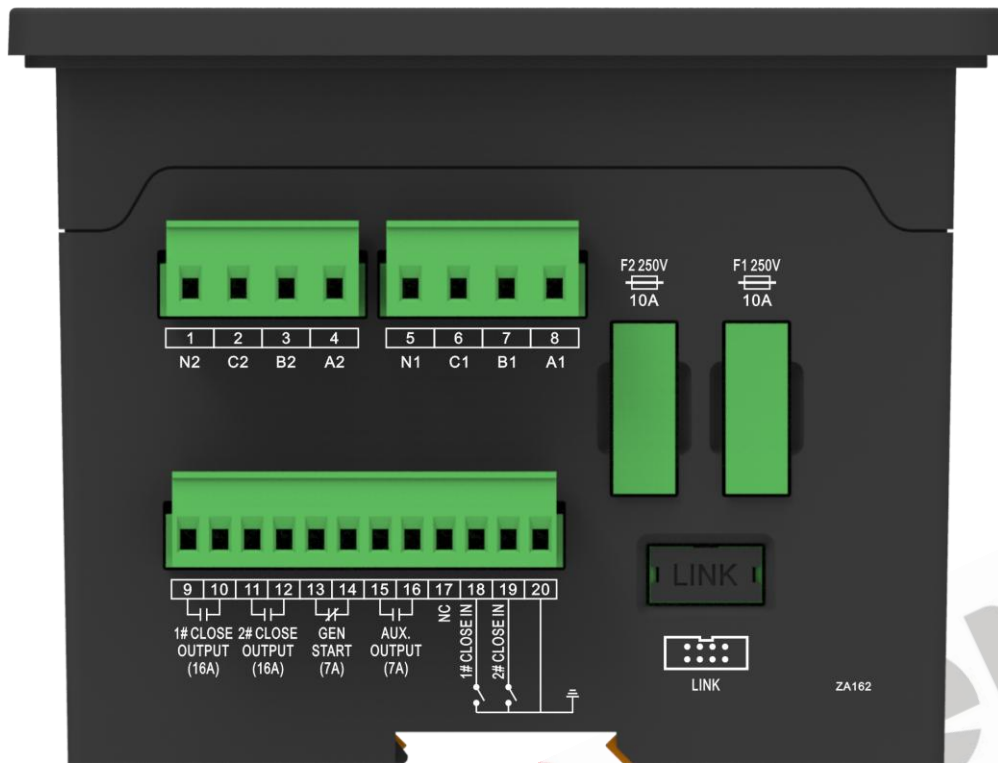 F2 250V
10A
F1 250V
10A
1 2 3 4
N2 C2 B2 A2
5 6 7 8
N1 C1 B1 A1
9 10 11 12 13 14 15 16 17 18 19 20
1# CLOSE
OUTPUT
(16A)
2# CLOSE
OUTPUT
(16A)
GEN
START
(7A)
AUX.
OUTPUT
(7A)
NC
1# CLOSE IN
2# CLOSE IN
LINK
LINK
ZA162